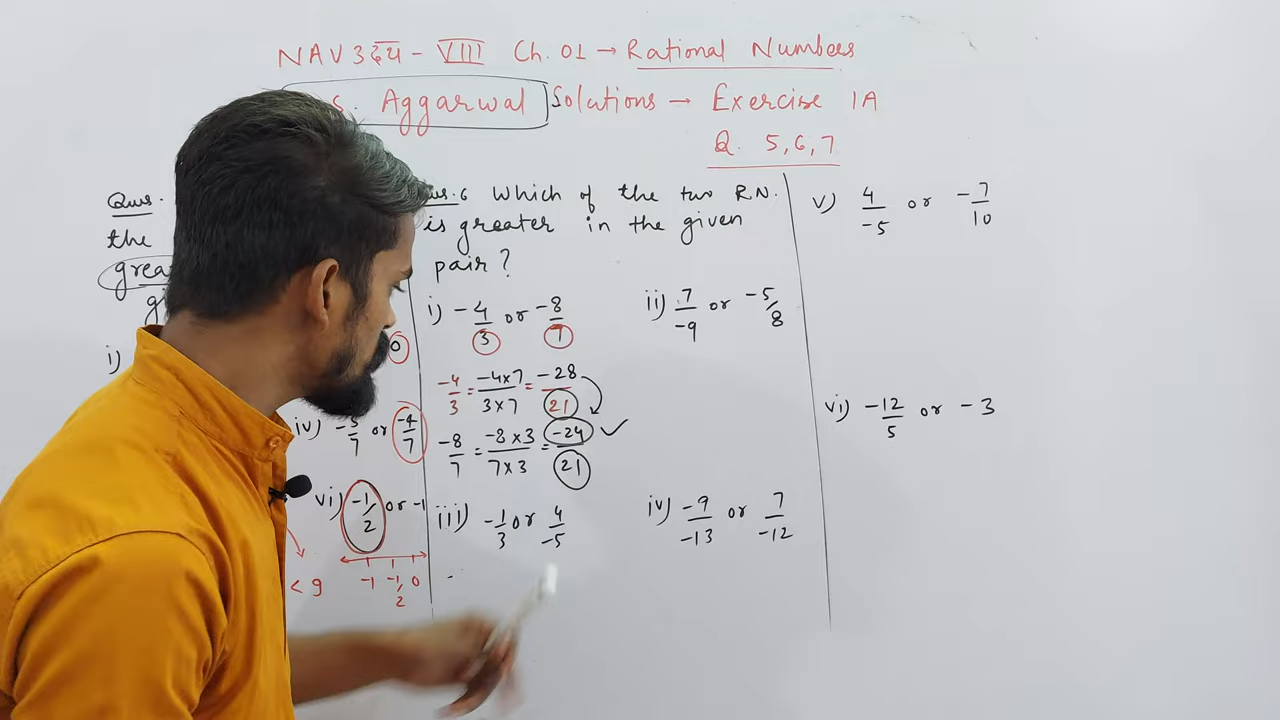 NAV उदय - VIII Ch. 01 → Rational Numbers
S. Aggarwal Solutions → Exercise 1A
Q. 5, 6, 7
Ques.
the
i)
0
iv) -3/7 or -4/7
vi) -1/2 or -1
-1 -1/2 0
< 9
6 Which of the two R.N.
is greater in the given
pair ?
i) -4/3 or -8/7
-4/3 = -4×7/3×7 = -28/21
-8/7 = -8×3/7×3 = -24/21 ✓
ii) 7/-9 or -5/8
iii) -1/3 or 4/-5
iv) -9/-13 or 7/-12
v) 4/-5 or -7/10
vi) -12/5 or -3